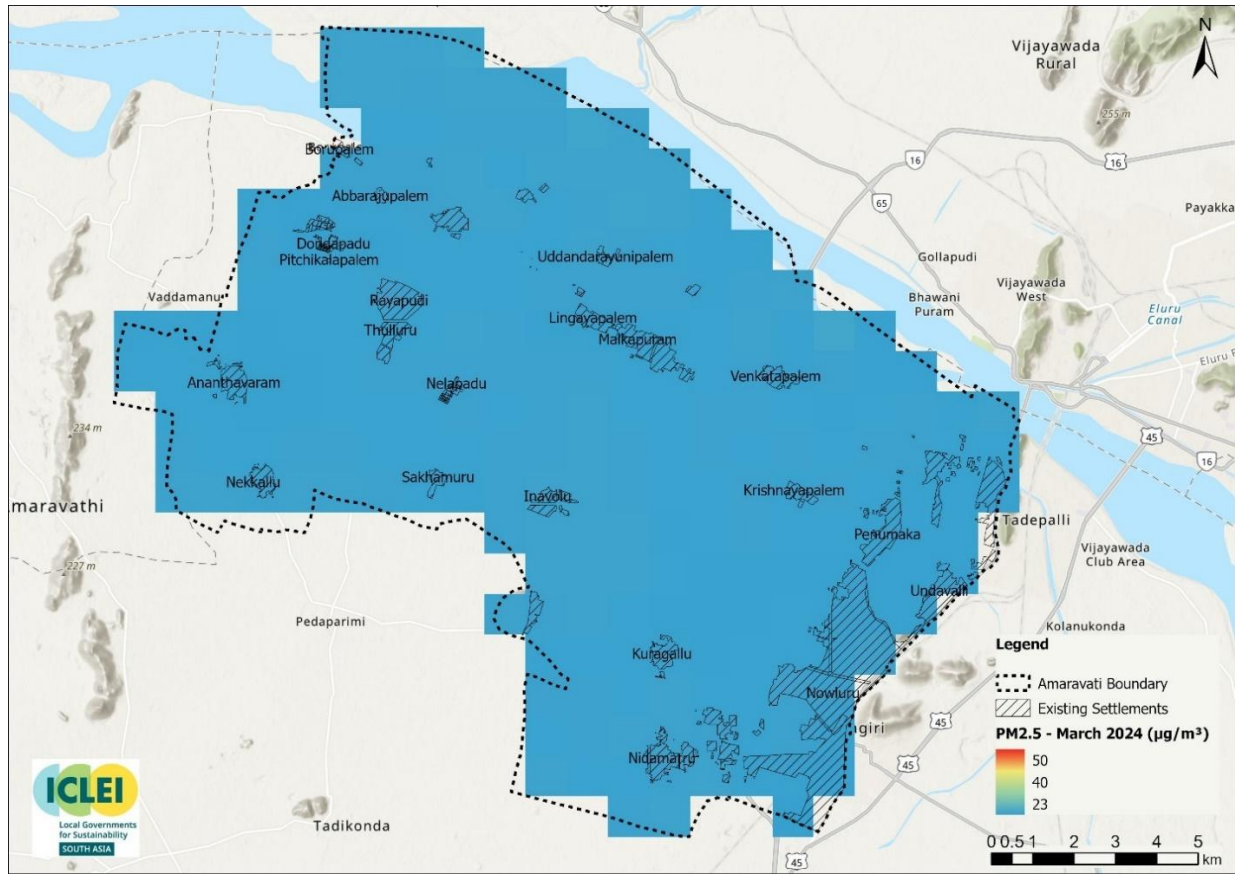 N
Vijayawada
Rural
255 m
16
16
65
Payakka
Borupalem
Abbarajupalem
Dondapadu
Pitchikalapalem
Uddandarayunipalem
Gollapudi
Vijayawada
West
Vaddamanu
Rayapudi
Bhawani
Puram
Eluru
Canal
Lingayapalem
Thulluru
Malkapuram
Eluru
Ananthavaram
Nelapadu
Venkatapalem
234 m
45
16
Nekkallu
Sakhamuru
Inavolu
Krishnayapalem
maravathi
Penumaka
Tadepalli
Vijayawada
Club Area
227 m
Undavalli
Pedaparimi
Kolanukonda
Kuragallu
Nowluru
giri
45
45
Nidamatru
Tadikonda
45
Legend
Amaravati Boundary
Existing Settlements
PM2.5 - March 2024 (µg/m³)
50
40
23
0 0.5 1 2 3 4 5
km
ICLEI
Local Governments
for Sustainability
SOUTH ASIA